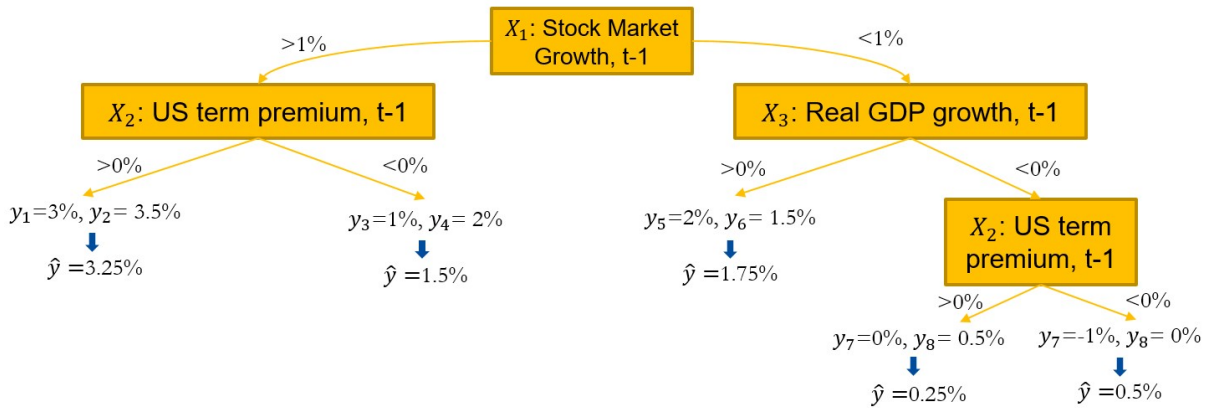 X₁: Stock Market
Growth, t-1
>1%
<1%
X₂: US term premium, t-1
X₃: Real GDP growth, t-1
>0%
<0%
>0%
<0%
y₁=3%, y₂= 3.5%
y₃=1%, y₄= 2%
y₅=2%, y₆= 1.5%
X₂: US term
premium, t-1
ŷ =3.25%
ŷ =1.5%
ŷ =1.75%
>0%
<0%
y₇=0%, y₈= 0.5%
y₇=-1%, y₈= 0%
ŷ =0.25%
ŷ =0.5%